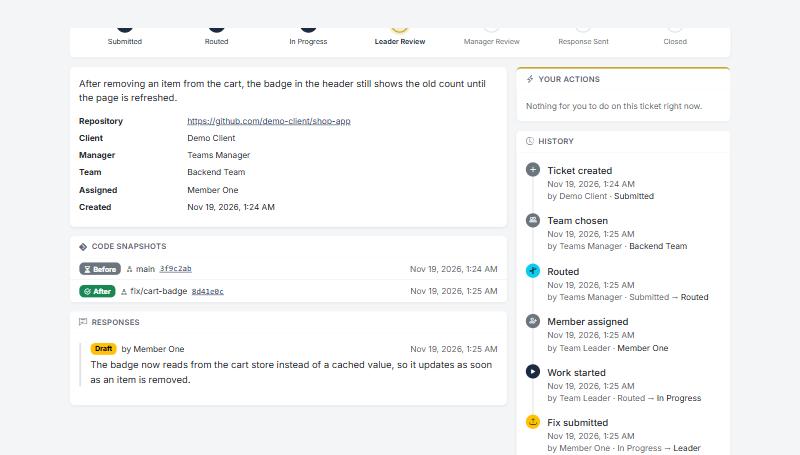 Submitted
Routed
In Progress
Leader Review
Manager Review
Response Sent
Closed
After removing an item from the cart, the badge in the header still shows the old count until
the page is refreshed.
Repository https://github.com/demo-client/shop-app
Client Demo Client
Manager Teams Manager
Team Backend Team
Assigned Member One
Created Nov 19, 2026, 1:24 AM
CODE SNAPSHOTS
Before main 3f9c2ab Nov 19, 2026, 1:24 AM
After fix/cart-badge 8d41e0c Nov 19, 2026, 1:25 AM
RESPONSES
Draft by Member One Nov 19, 2026, 1:25 AM
The badge now reads from the cart store instead of a cached value, so it updates as soon
as an item is removed.
YOUR ACTIONS
Nothing for you to do on this ticket right now.
HISTORY
Ticket created
Nov 19, 2026, 1:24 AM
by Demo Client · Submitted
Team chosen
Nov 19, 2026, 1:25 AM
by Teams Manager · Backend Team
Routed
Nov 19, 2026, 1:25 AM
by Teams Manager · Submitted → Routed
Member assigned
Nov 19, 2026, 1:25 AM
by Team Leader · Member One
Work started
Nov 19, 2026, 1:25 AM
by Team Leader · Routed → In Progress
Fix submitted
Nov 19, 2026, 1:25 AM
by Member One · In Progress → Leader